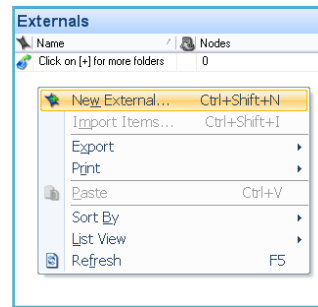 Externals
Name / Nodes
Click on [+] for more folders 0
New External... Ctrl+Shift+N
Import Items... Ctrl+Shift+I
Export
Print
Paste Ctrl+V
Sort By
List View
Refresh F5